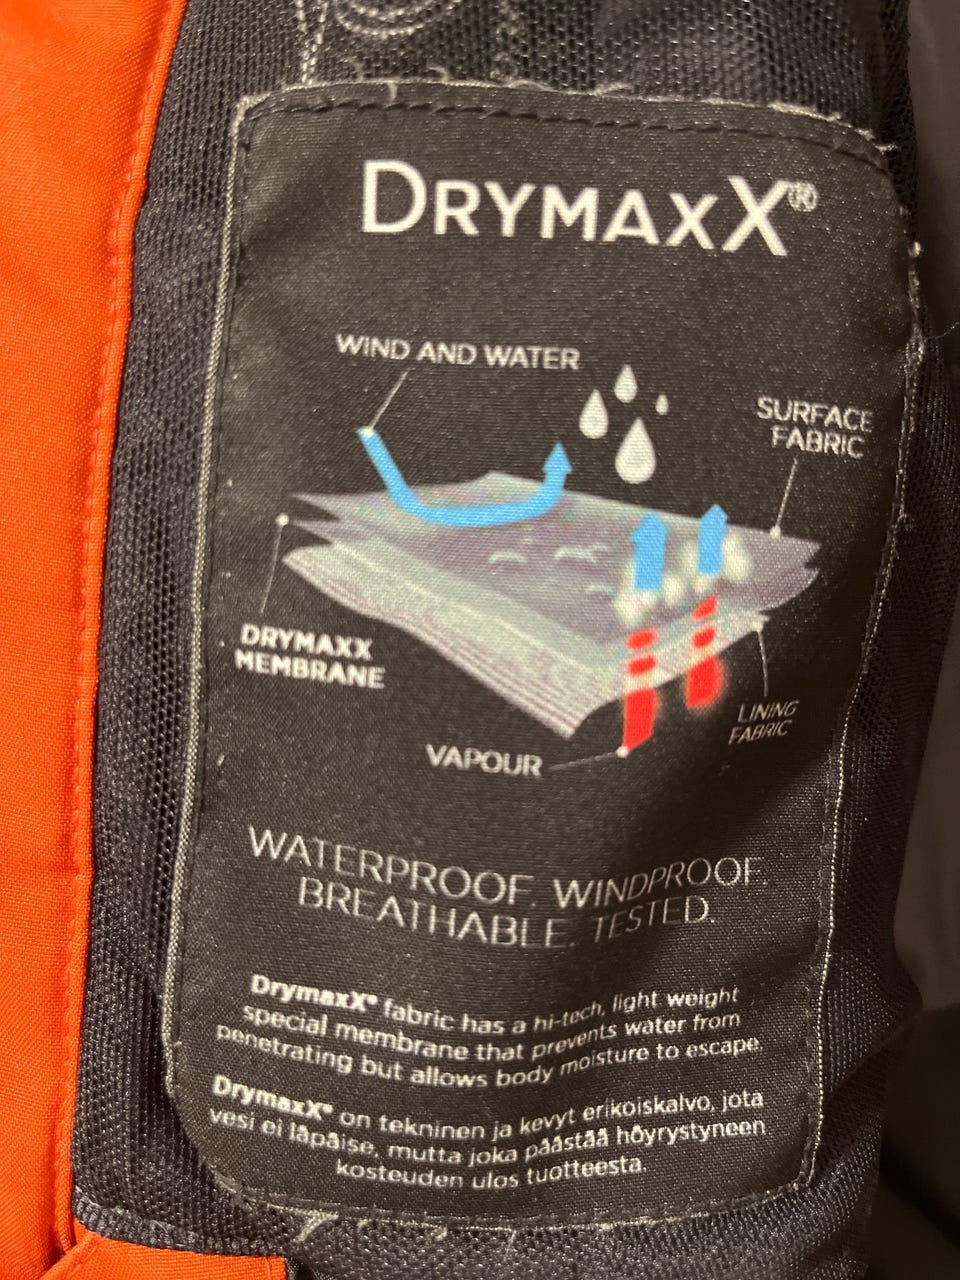 DRYMAXX®
WIND AND WATER
SURFACE
FABRIC
DRYMAXX
MEMBRANE
LINING
FABRIC
VAPOUR
WATERPROOF. WINDPROOF.
BREATHABLE. TESTED.
DrymaxX® fabric has a hi-tech, light weight
special membrane that prevents water from
penetrating but allows body moisture to escape.
DrymaxX® on tekninen ja kevyt erikoiskalvo, jota
vesi ei läpäise, mutta joka päästää höyrystyneen
kosteuden ulos tuotteesta.